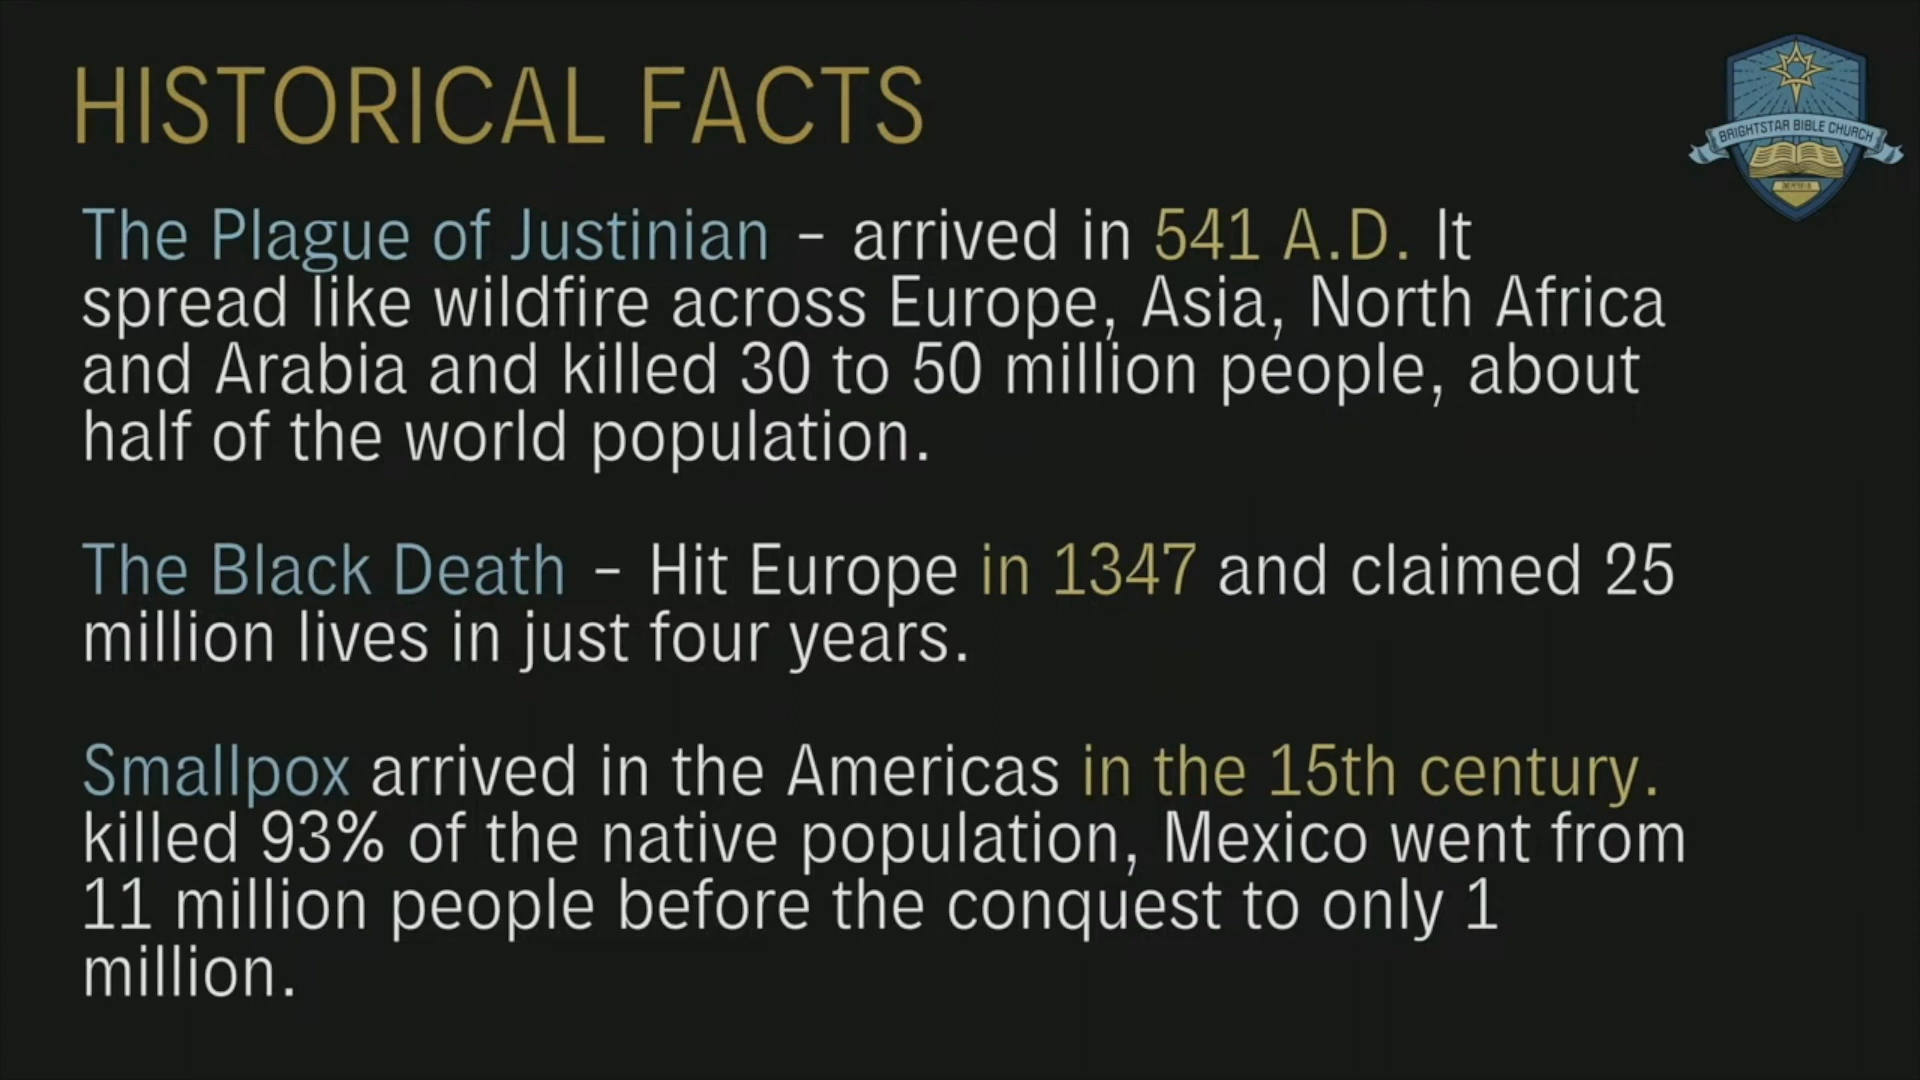 HISTORICAL FACTS
BRIGHTSTAR BIBLE CHURCH
The Plague of Justinian – arrived in 541 A.D. It
spread like wildfire across Europe, Asia, North Africa
and Arabia and killed 30 to 50 million people, about
half of the world population.
The Black Death – Hit Europe in 1347 and claimed 25
million lives in just four years.
Smallpox arrived in the Americas in the 15th century.
killed 93% of the native population, Mexico went from
11 million people before the conquest to only 1
million.